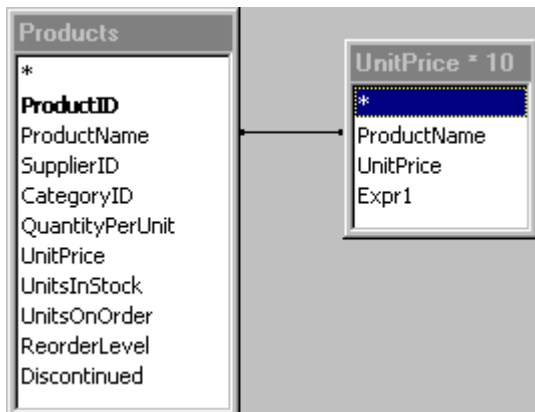 Products
*
ProductID
ProductName
SupplierID
CategoryID
QuantityPerUnit
UnitPrice
UnitsInStock
UnitsOnOrder
ReorderLevel
Discontinued
UnitPrice * 10
*
ProductName
UnitPrice
Expr1